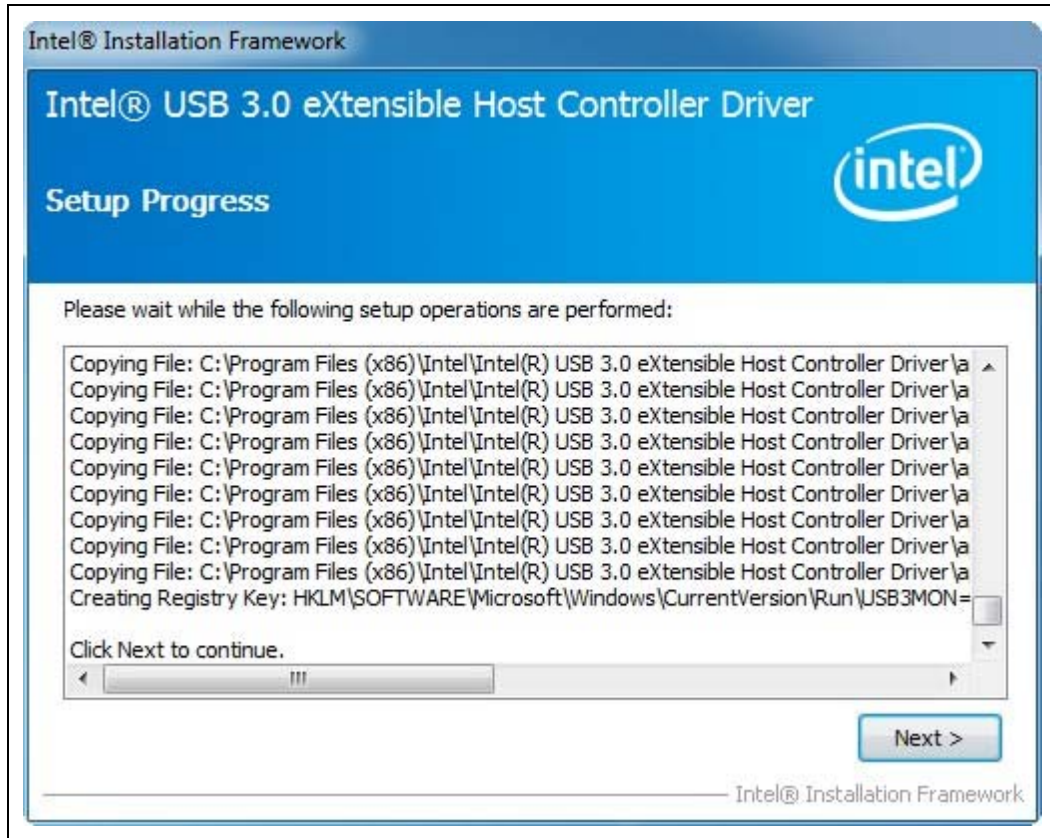 Intel® Installation Framework
Intel® USB 3.0 eXtensible Host Controller Driver
intel
Setup Progress
Please wait while the following setup operations are performed:
Copying File: C:\Program Files (x86)\Intel\Intel(R) USB 3.0 eXtensible Host Controller Driver\a
Copying File: C:\Program Files (x86)\Intel\Intel(R) USB 3.0 eXtensible Host Controller Driver\a
Copying File: C:\Program Files (x86)\Intel\Intel(R) USB 3.0 eXtensible Host Controller Driver\a
Copying File: C:\Program Files (x86)\Intel\Intel(R) USB 3.0 eXtensible Host Controller Driver\a
Copying File: C:\Program Files (x86)\Intel\Intel(R) USB 3.0 eXtensible Host Controller Driver\a
Copying File: C:\Program Files (x86)\Intel\Intel(R) USB 3.0 eXtensible Host Controller Driver\a
Copying File: C:\Program Files (x86)\Intel\Intel(R) USB 3.0 eXtensible Host Controller Driver\a
Copying File: C:\Program Files (x86)\Intel\Intel(R) USB 3.0 eXtensible Host Controller Driver\a
Copying File: C:\Program Files (x86)\Intel\Intel(R) USB 3.0 eXtensible Host Controller Driver\a
Creating Registry Key: HKLM\SOFTWARE\Microsoft\Windows\CurrentVersion\Run\USB3MON=
Click Next to continue.
Next >
Intel® Installation Framework